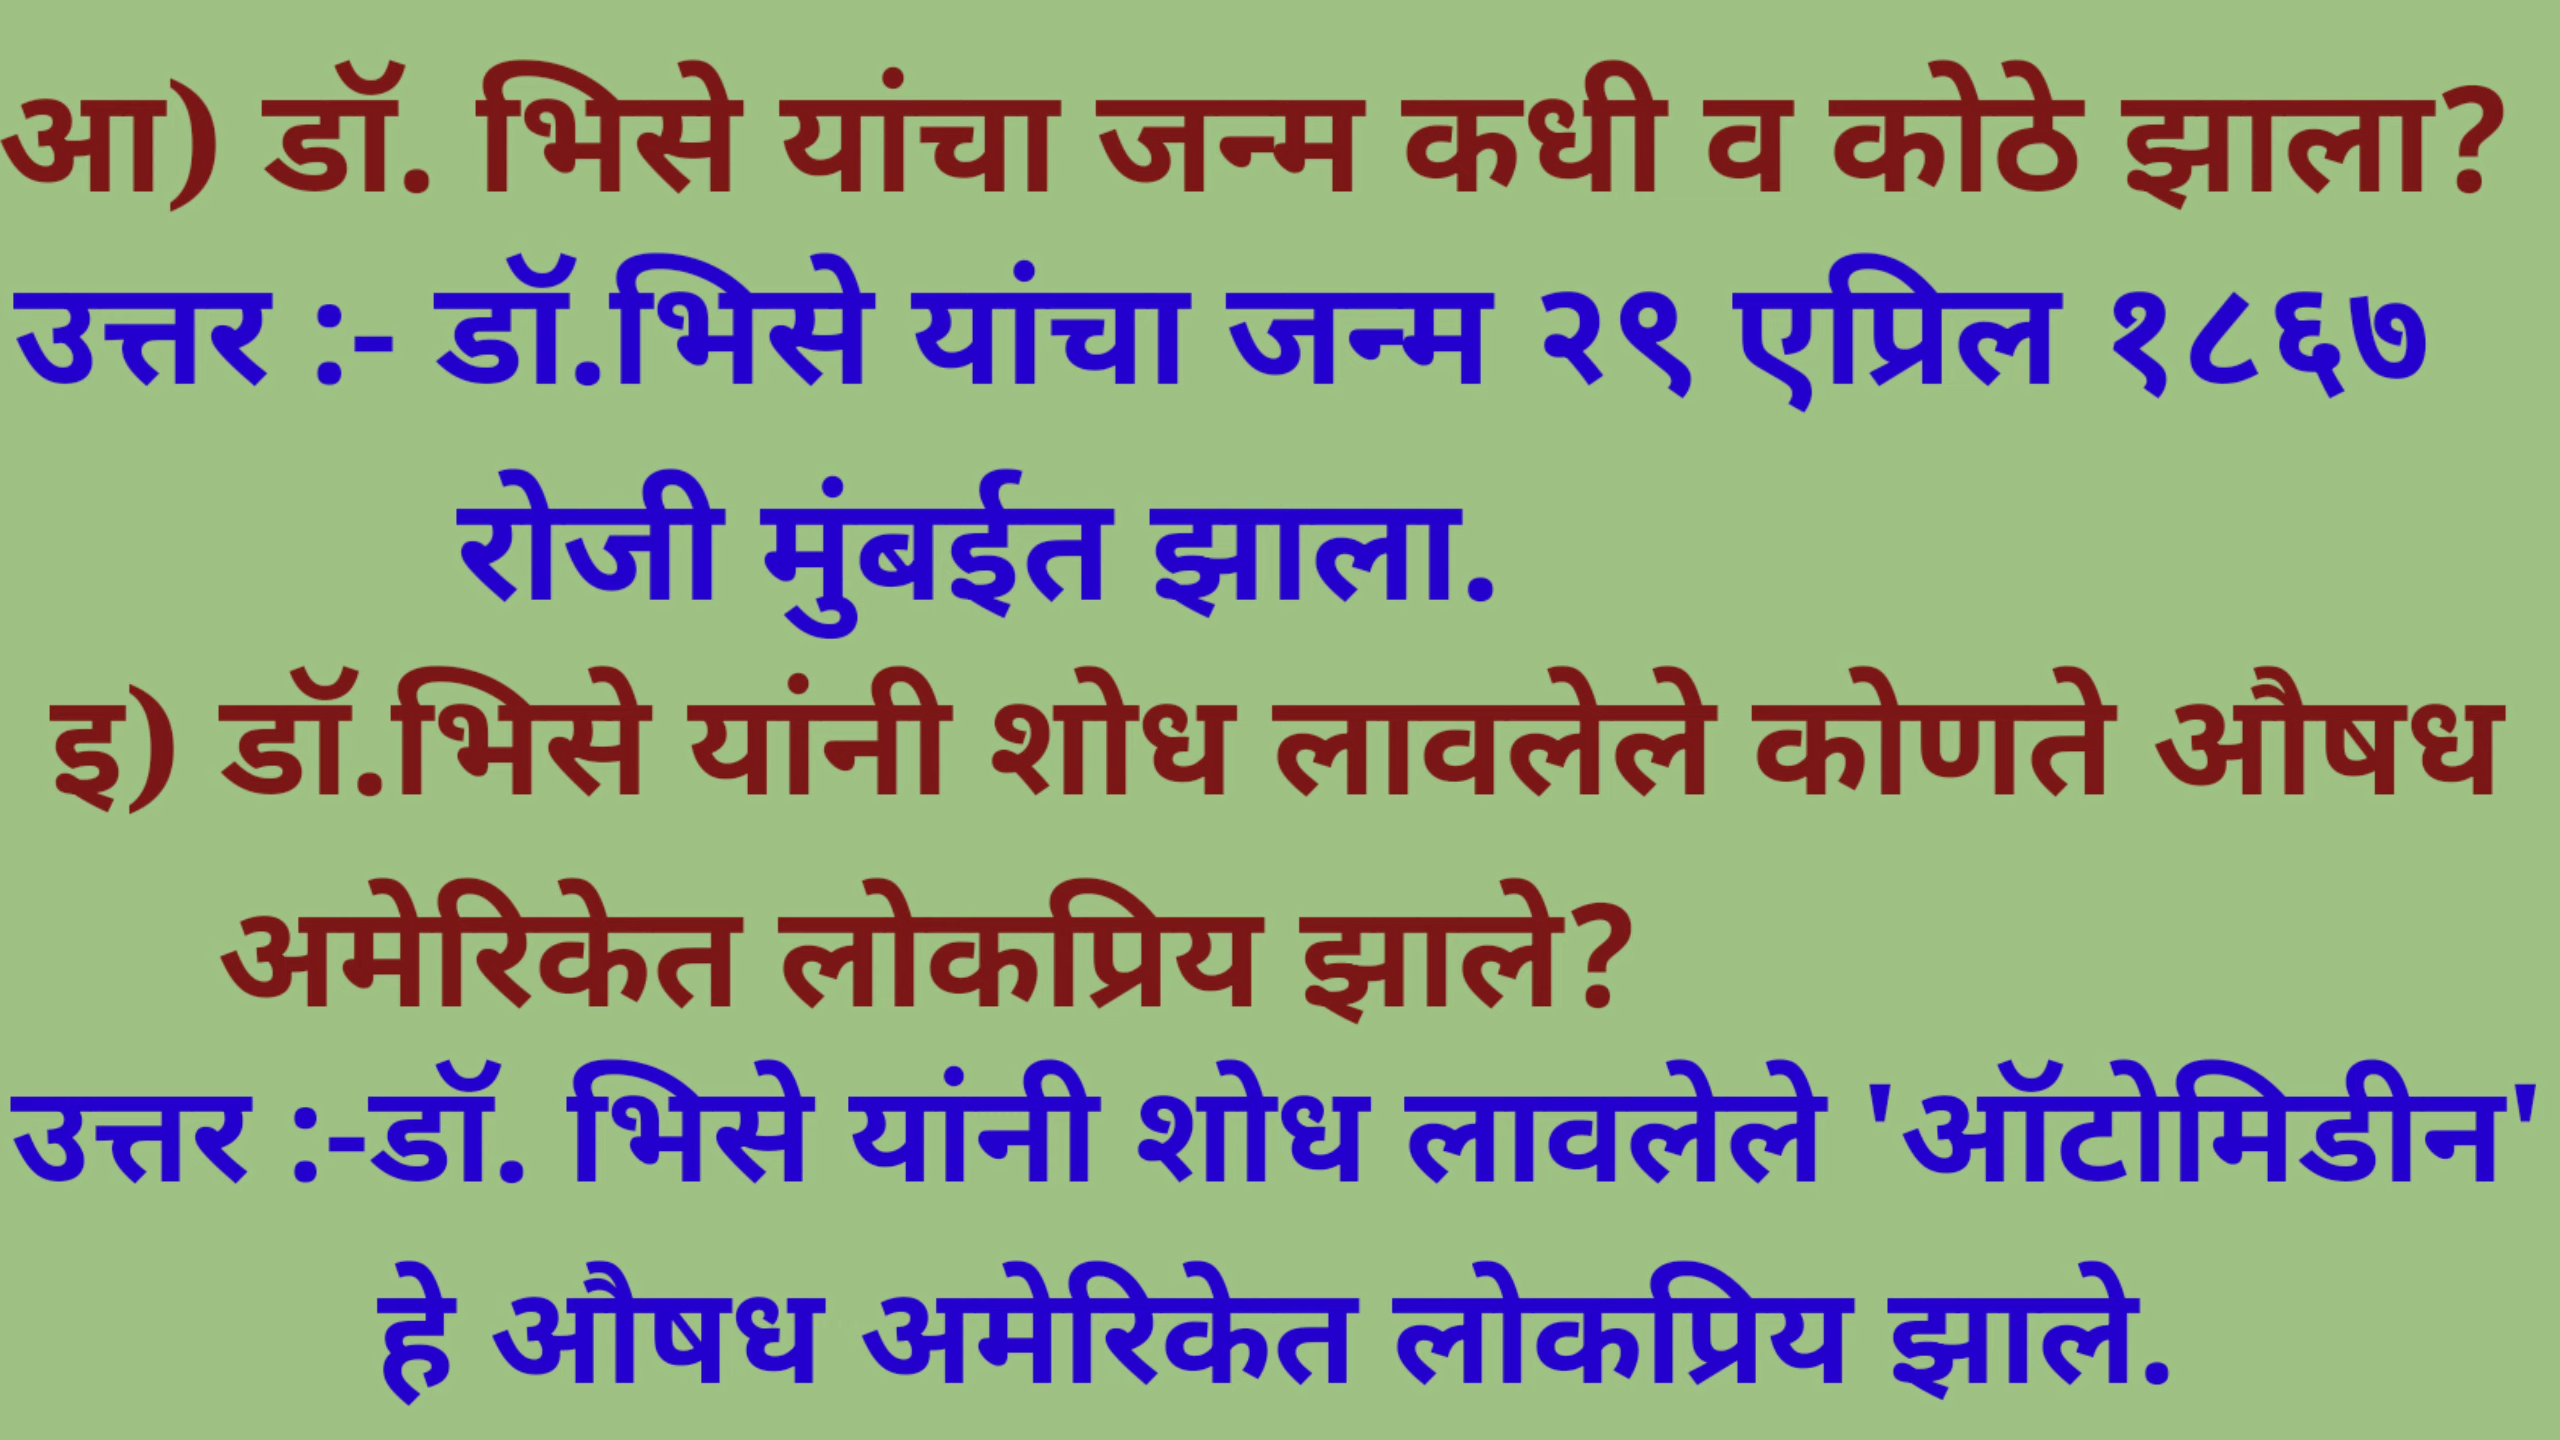 आ) डॉ. भिसे यांचा जन्म कधी व कोठे झाला?
उत्तर :- डॉ.भिसे यांचा जन्म २९ एप्रिल १८६७
रोजी मुंबईत झाला.
इ) डॉ.भिसे यांनी शोध लावलेले कोणते औषध
अमेरिकेत लोकप्रिय झाले?
उत्तर :-डॉ. भिसे यांनी शोध लावलेले 'ऑटोमिडीन'
हे औषध अमेरिकेत लोकप्रिय झाले.